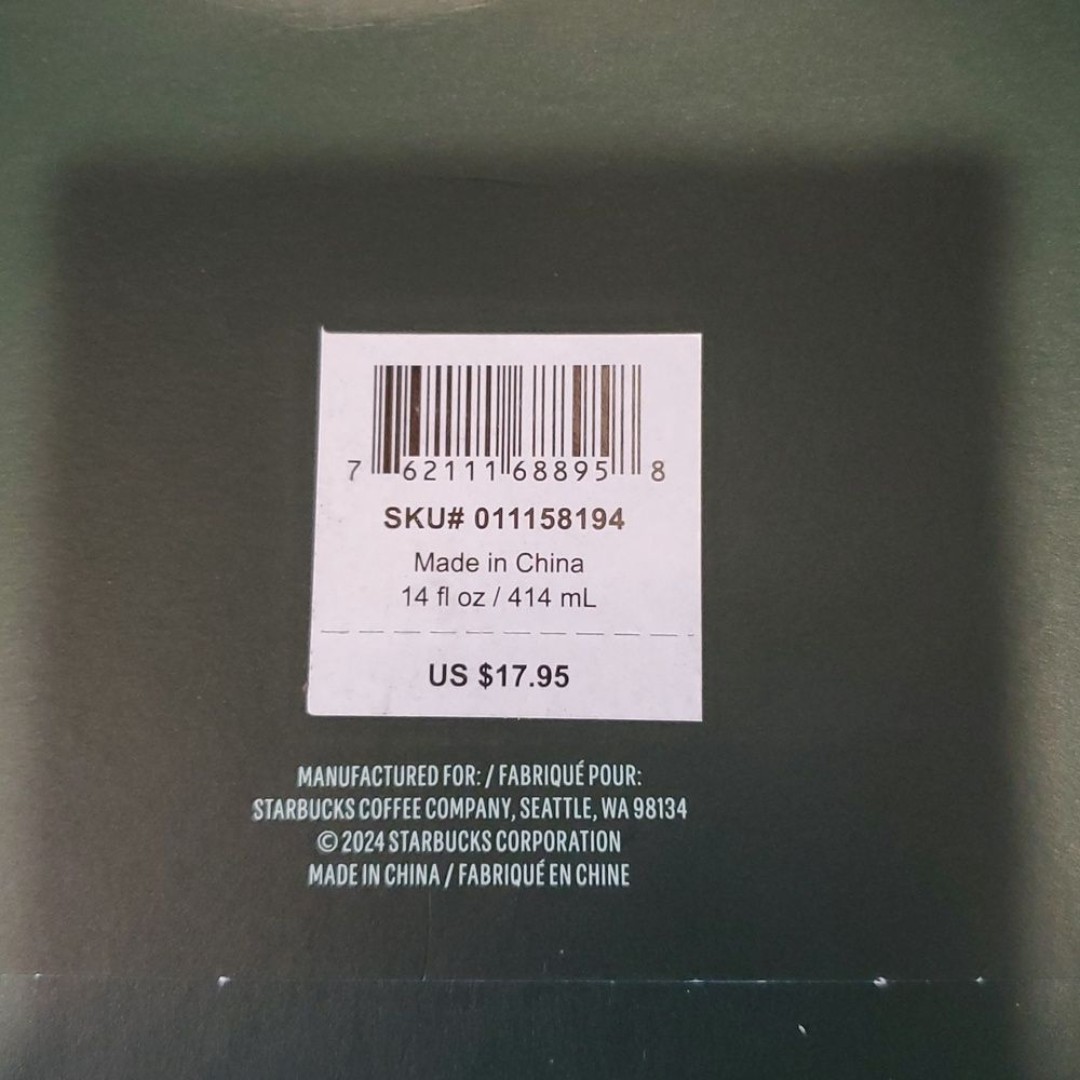 7 62111 68895 8
SKU# 011158194
Made in China
14 fl oz / 414 mL
US $17.95
MANUFACTURED FOR: / FABRIQUÉ POUR:
STARBUCKS COFFEE COMPANY, SEATTLE, WA 98134
© 2024 STARBUCKS CORPORATION
MADE IN CHINA / FABRIQUÉ EN CHINE